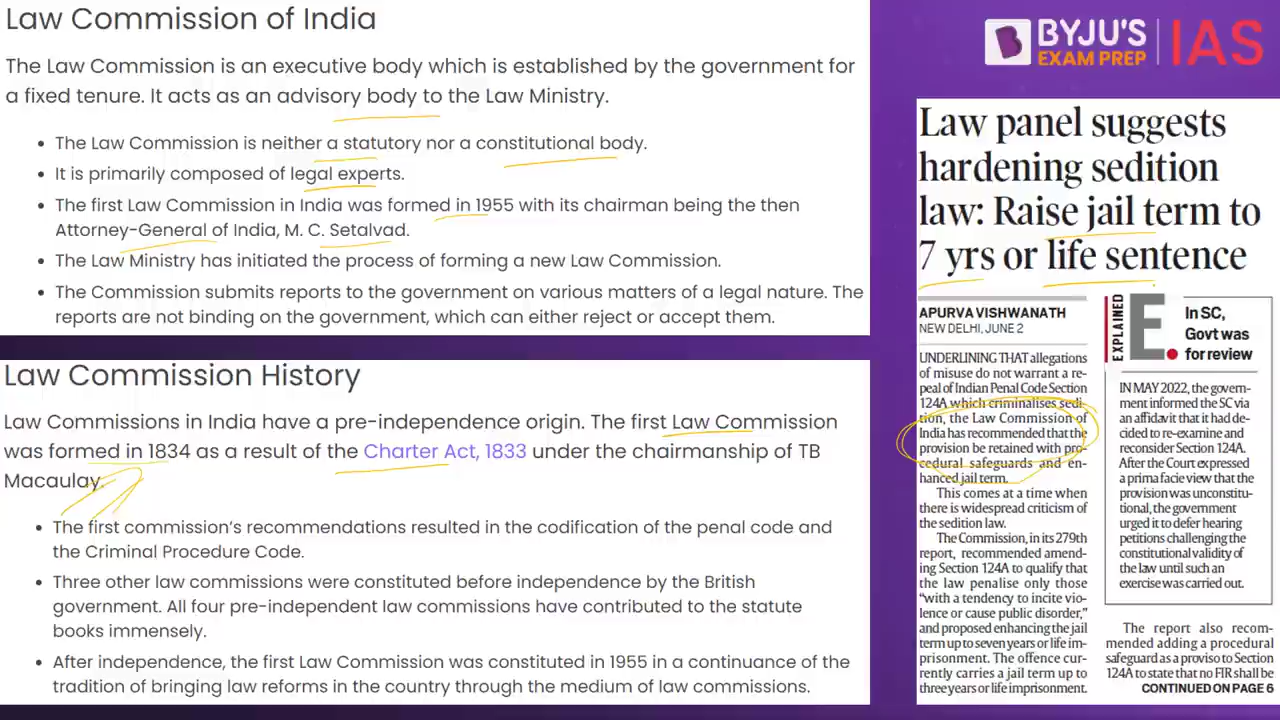 Law Commission of India
The Law Commission is an executive body which is established by the government for
a fixed tenure. It acts as an advisory body to the Law Ministry.
• The Law Commission is neither a statutory nor a constitutional body.
• It is primarily composed of legal experts.
• The first Law Commission in India was formed in 1955 with its chairman being the then
Attorney-General of India, M. C. Setalvad.
• The Law Ministry has initiated the process of forming a new Law Commission.
• The Commission submits reports to the government on various matters of a legal nature. The
reports are not binding on the government, which can either reject or accept them.
Law Commission History
Law Commissions in India have a pre-independence origin. The first Law Commission
was formed in 1834 as a result of the Charter Act, 1833 under the chairmanship of TB
Macaulay.
• The first commission's recommendations resulted in the codification of the penal code and
the Criminal Procedure Code.
• Three other law commissions were constituted before independence by the British
government. All four pre-independent law commissions have contributed to the statute
books immensely.
• After independence, the first Law Commission was constituted in 1955 in a continuance of the
tradition of bringing law reforms in the country through the medium of law commissions.
BYJU'S
EXAM PREP
IAS
Law panel suggests
hardening sedition
law: Raise jail term to
7 yrs or life sentence
APURVA VISHWANATH
NEW DELHI, JUNE 2
UNDERLINING THAT allegations
of misuse do not warrant a re-
peal of Indian Penal Code Section
124A which criminalises sedi-
tion, the Law Commission of
India has recommended that the
provision be retained with pro-
cedural safeguards and en-
hanced jail term.
This comes at a time when
there is widespread criticism of
the sedition law.
The Commission, in its 279th
report, recommended amend-
ing Section 124A to qualify that
the law penalise only those
"with a tendency to incite vio-
lence or cause public disorder,"
and proposed enhancing the jail
term up to seven years or life im-
prisonment. The offence cur-
rently carries a jail term up to
three years or life imprisonment.
EXPLAINED
E.
In SC,
Govt was
for review
IN MAY 2022, the govern-
ment informed the SC via
an affidavit that it had de-
cided to re-examine and
reconsider Section 124A.
After the Court expressed
a prima facie view that the
provision was unconstitu-
tional, the government
urged it to defer hearing
petitions challenging the
constitutional validity of
the law until such an
exercise was carried out.
The report also recom-
mended adding a procedural
safeguard as a proviso to Section
124A to state that no FIR shall be
CONTINUED ON PAGE 6